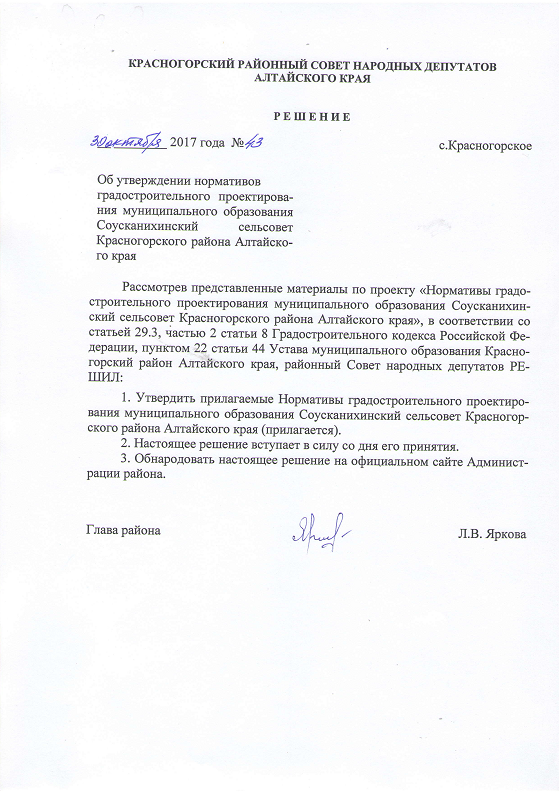 КРАСНОГОРСКИЙ РАЙОННЫЙ СОВЕТ НАРОДНЫХ ДЕПУТАТОВ
АЛТАЙСКОГО КРАЯ
Р Е Ш Е Н И Е
30 октября 2017 года № 43
с.Красногорское
Об утверждении нормативов
градостроительного проектирова-
ния муниципального образования
Соусканихинский сельсовет
Красногорского района Алтайско-
го края
Рассмотрев представленные материалы по проекту «Нормативы градо-
строительного проектирования муниципального образования Соусканихин-
ский сельсовет Красногорского района Алтайского края», в соответствии со
статьей 29.3, частью 2 статьи 8 Градостроительного кодекса Российской Фе-
дерации, пунктом 22 статьи 44 Устава муниципального образования Красно-
горский район Алтайского края, районный Совет народных депутатов РЕ-
ШИЛ:
1. Утвердить прилагаемые Нормативы градостроительного проектиро-
вания муниципального образования Соусканихинский сельсовет Красногор-
ского района Алтайского края (прилагается).
2. Настоящее решение вступает в силу со дня его принятия.
3. Обнародовать настоящее решение на официальном сайте Админист-
рации района.
Глава района
Л.В. Яркова